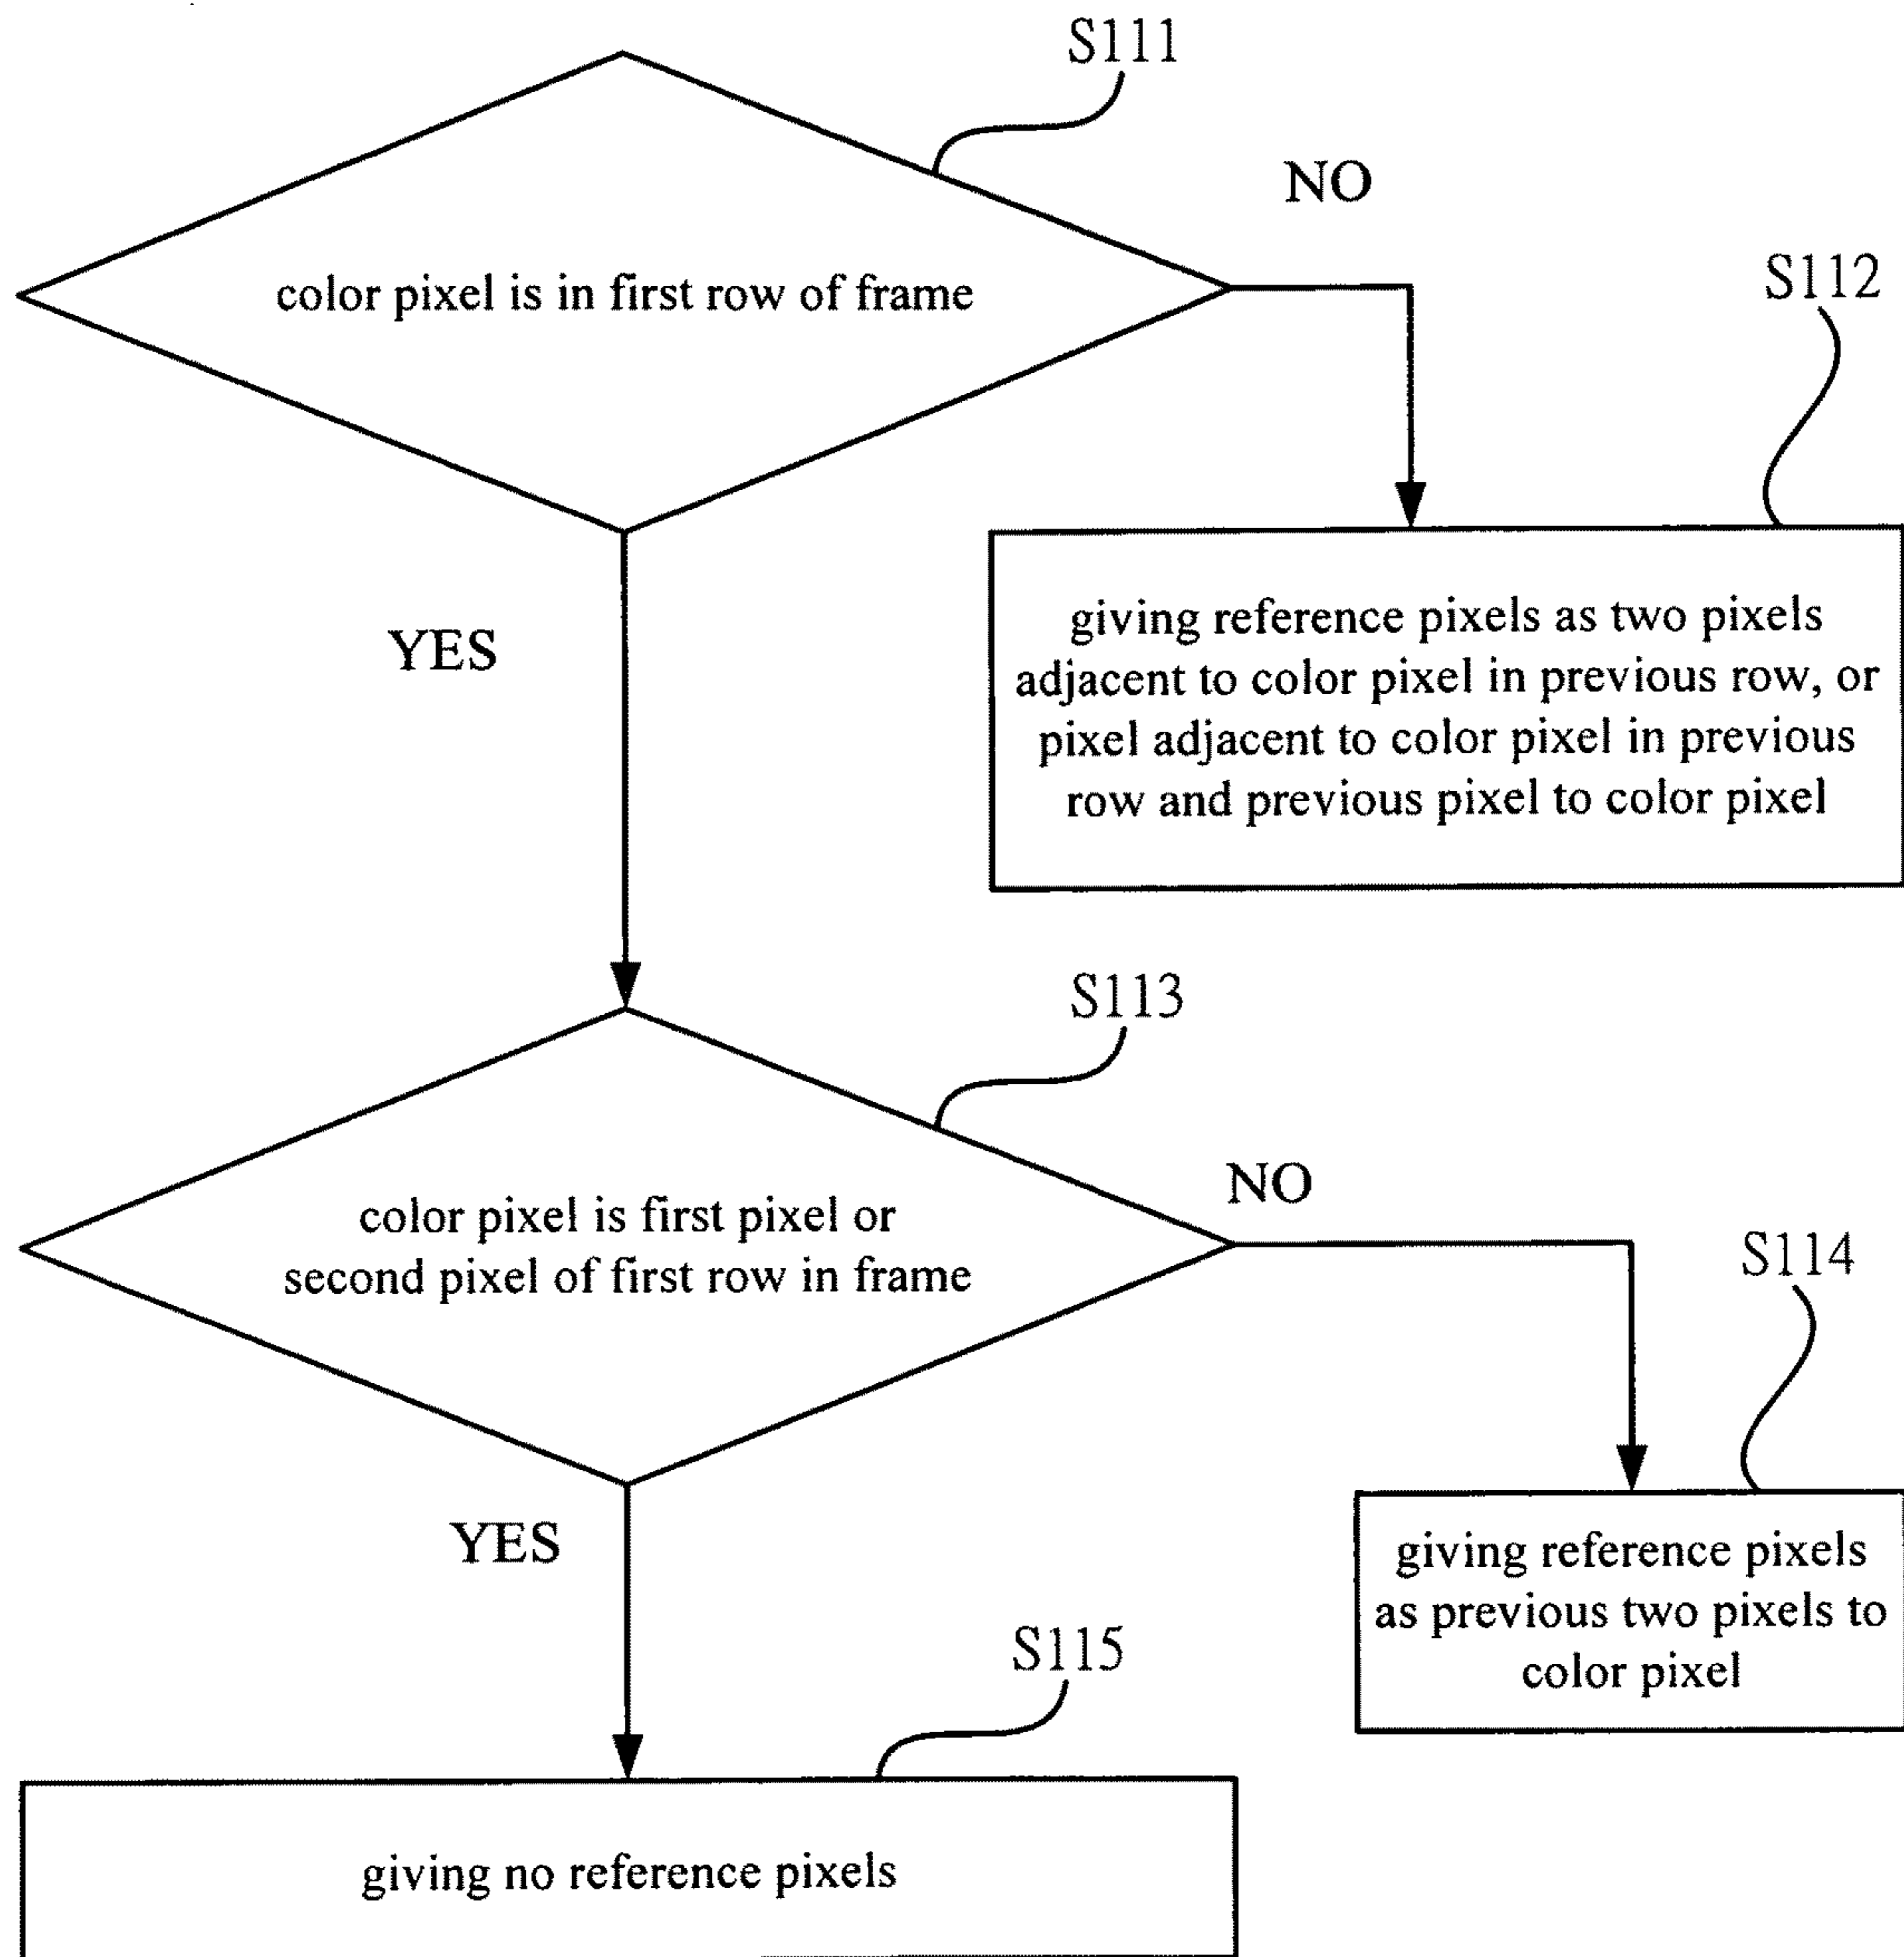 S111
NO
color pixel is in first row of frame
S112
giving reference pixels as two pixels
adjacent to color pixel in previous row, or
pixel adjacent to color pixel in previous
row and previous pixel to color pixel
YES
S113
NO
color pixel is first pixel or
second pixel of first row in frame
S114
giving reference pixels
as previous two pixels to
color pixel
YES
S115
giving no reference pixels